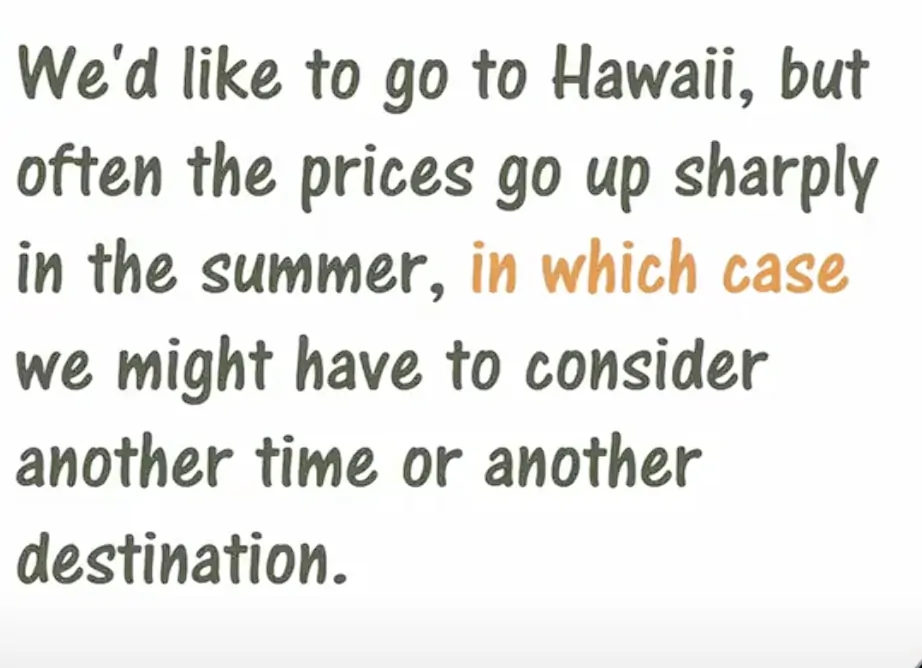 We'd like to go to Hawaii, but
often the prices go up sharply
in the summer, in which case
we might have to consider
another time or another
destination.